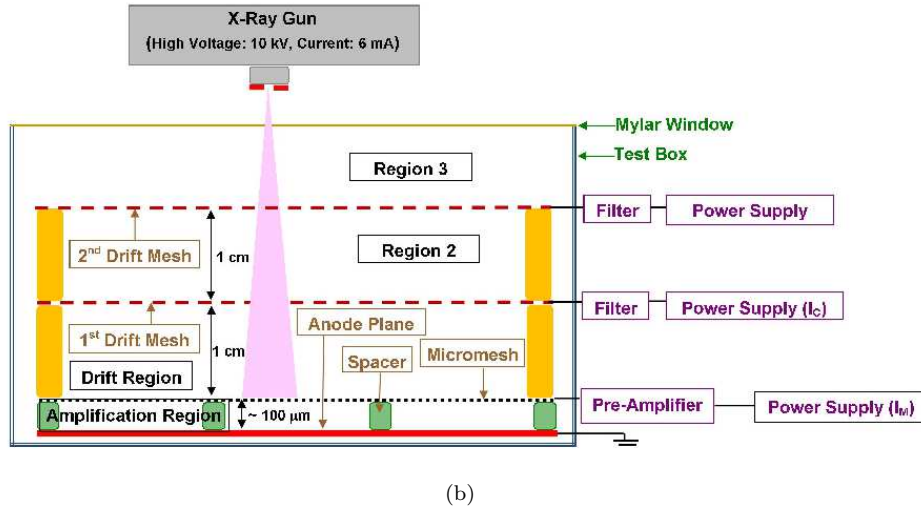 X-Ray Gun
(High Voltage: 10 kV, Current: 6 mA)
Mylar Window
Test Box
Region 3
Filter
Power Supply
2nd Drift Mesh
1 cm
Region 2
Filter
Power Supply (IC)
1st Drift Mesh
1 cm
Anode Plane
Spacer
Micromesh
Drift Region
Amplification Region
~ 100 μm
Pre-Amplifier
Power Supply (IM)
(b)